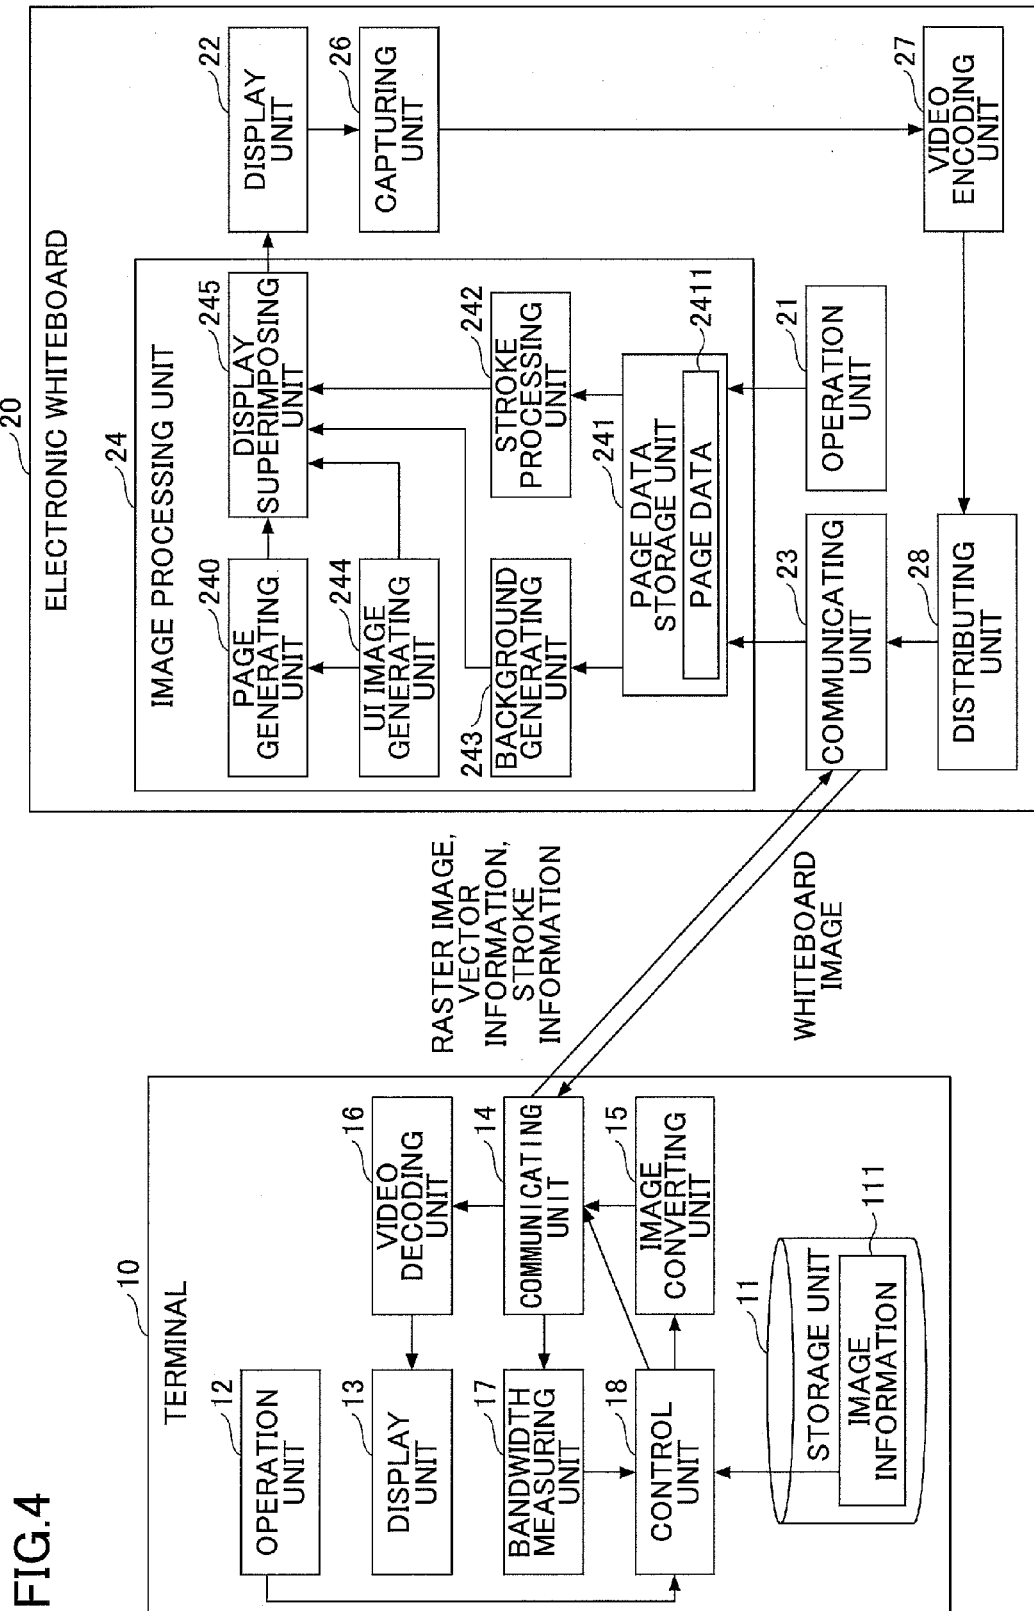 FIG.4
TERMINAL
10
OPERATION
UNIT
12
DISPLAY
UNIT
13
VIDEO
DECODING
UNIT
16
BANDWIDTH
MEASURING
UNIT
17
COMMUNICATING
UNIT
14
CONTROL
UNIT
18
IMAGE
CONVERTING
UNIT
15
STORAGE UNIT
11
IMAGE
INFORMATION
111
RASTER IMAGE,
VECTOR
INFORMATION,
STROKE
INFORMATION
WHITEBOARD
IMAGE
ELECTRONIC WHITEBOARD
20
IMAGE PROCESSING UNIT
24
PAGE
GENERATING
UNIT
240
DISPLAY
SUPERIMPOSING
UNIT
245
UI IMAGE
GENERATING
UNIT
244
BACKGROUND
GENERATING
UNIT
243
STROKE
PROCESSING
UNIT
242
PAGE DATA
STORAGE UNIT
241
PAGE DATA
2411
DISPLAY
UNIT
22
CAPTURING
UNIT
26
COMMUNICATING
UNIT
23
OPERATION
UNIT
21
DISTRIBUTING
UNIT
28
VIDEO
ENCODING
UNIT
27